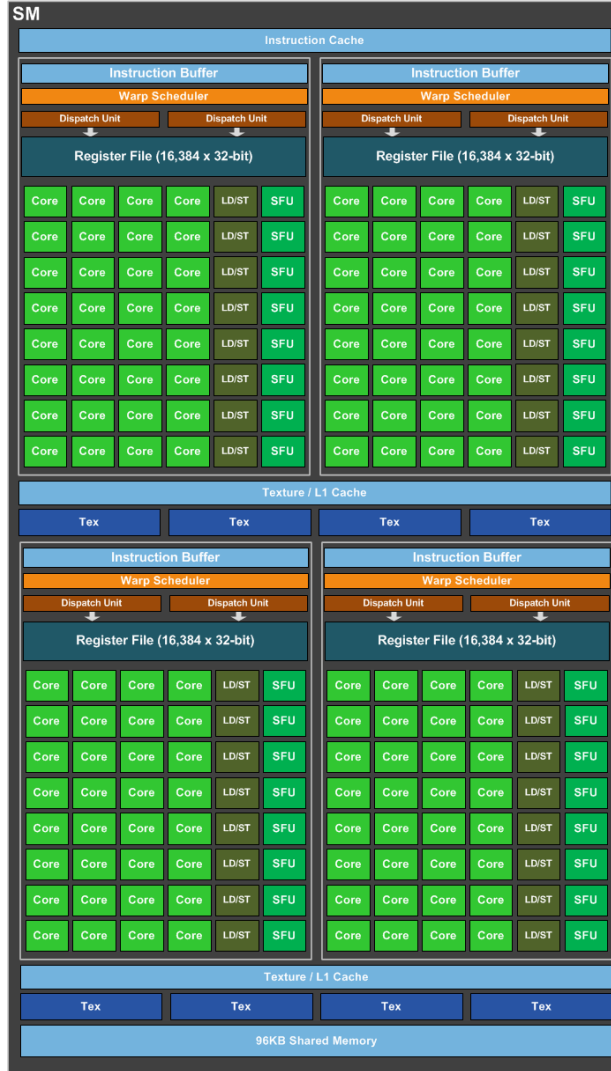 SM
Instruction Cache
Instruction Buffer Instruction Buffer
Warp Scheduler Warp Scheduler
Dispatch Unit Dispatch Unit Dispatch Unit Dispatch Unit
Register File (16,384 x 32-bit) Register File (16,384 x 32-bit)
Core Core Core Core LD/ST SFU Core Core Core Core LD/ST SFU
Core Core Core Core LD/ST SFU Core Core Core Core LD/ST SFU
Core Core Core Core LD/ST SFU Core Core Core Core LD/ST SFU
Core Core Core Core LD/ST SFU Core Core Core Core LD/ST SFU
Core Core Core Core LD/ST SFU Core Core Core Core LD/ST SFU
Core Core Core Core LD/ST SFU Core Core Core Core LD/ST SFU
Core Core Core Core LD/ST SFU Core Core Core Core LD/ST SFU
Core Core Core Core LD/ST SFU Core Core Core Core LD/ST SFU
Texture / L1 Cache
Tex Tex Tex Tex
Instruction Buffer Instruction Buffer
Warp Scheduler Warp Scheduler
Dispatch Unit Dispatch Unit Dispatch Unit Dispatch Unit
Register File (16,384 x 32-bit) Register File (16,384 x 32-bit)
Core Core Core Core LD/ST SFU Core Core Core Core LD/ST SFU
Core Core Core Core LD/ST SFU Core Core Core Core LD/ST SFU
Core Core Core Core LD/ST SFU Core Core Core Core LD/ST SFU
Core Core Core Core LD/ST SFU Core Core Core Core LD/ST SFU
Core Core Core Core LD/ST SFU Core Core Core Core LD/ST SFU
Core Core Core Core LD/ST SFU Core Core Core Core LD/ST SFU
Core Core Core Core LD/ST SFU Core Core Core Core LD/ST SFU
Core Core Core Core LD/ST SFU Core Core Core Core LD/ST SFU
Texture / L1 Cache
Tex Tex Tex Tex
96KB Shared Memory